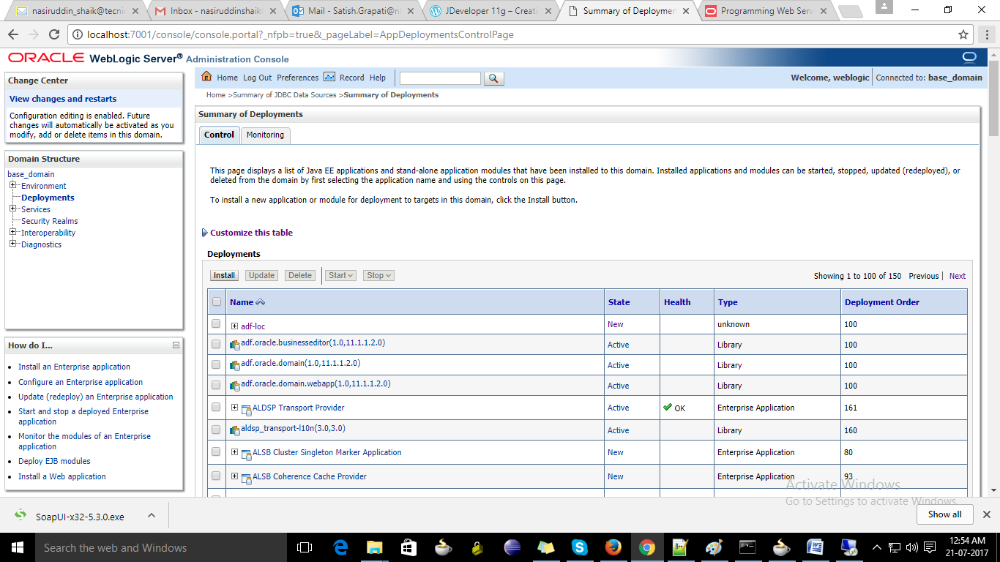 nasiruddin_shaik@tecni
Inbox - nasiruddinshaik
Mail - Satish.Grapati@n
JDeveloper 11g – Creati
Summary of Deploymen
Programming Web Serv
localhost:7001/console/console.portal?_nfpb=true&_pageLabel=AppDeploymentsControlPage
ORACLE WebLogic Server® Administration Console
Change Center
View changes and restarts
Configuration editing is enabled. Future
changes will automatically be activated as you
modify, add or delete items in this domain.
Domain Structure
base_domain
Environment
Deployments
Services
Security Realms
Interoperability
Diagnostics
How do I...
Install an Enterprise application
Configure an Enterprise application
Update (redeploy) an Enterprise application
Start and stop a deployed Enterprise
application
Monitor the modules of an Enterprise
application
Deploy EJB modules
Install a Web application
Home Log Out Preferences Record Help
Welcome, weblogic Connected to: base_domain
Home >Summary of JDBC Data Sources >Summary of Deployments
Summary of Deployments
Control Monitoring
This page displays a list of Java EE applications and stand-alone application modules that have been installed to this domain. Installed applications and modules can be started, stopped, updated (redeployed), or
deleted from the domain by first selecting the application name and using the controls on this page.
To install a new application or module for deployment to targets in this domain, click the Install button.
Customize this table
Deployments
Install Update Delete Start Stop Showing 1 to 100 of 150 Previous | Next
Name State Health Type Deployment Order
adf-loc New unknown 100
adf.oracle.businesseditor(1.0,11.1.1.2.0) Active Library 100
adf.oracle.domain(1.0,11.1.1.2.0) Active Library 100
adf.oracle.domain.webapp(1.0,11.1.1.2.0) Active Library 100
ALDSP Transport Provider Active OK Enterprise Application 161
aldsp_transport-l10n(3.0,3.0) Active Library 160
ALSB Cluster Singleton Marker Application New Enterprise Application 80
ALSB Coherence Cache Provider New Enterprise Application 93
Activate Windows
Go to Settings to activate Windows.
SoapUI-x32-5.3.0.exe
Show all
Search the web and Windows
12:54 AM
21-07-2017